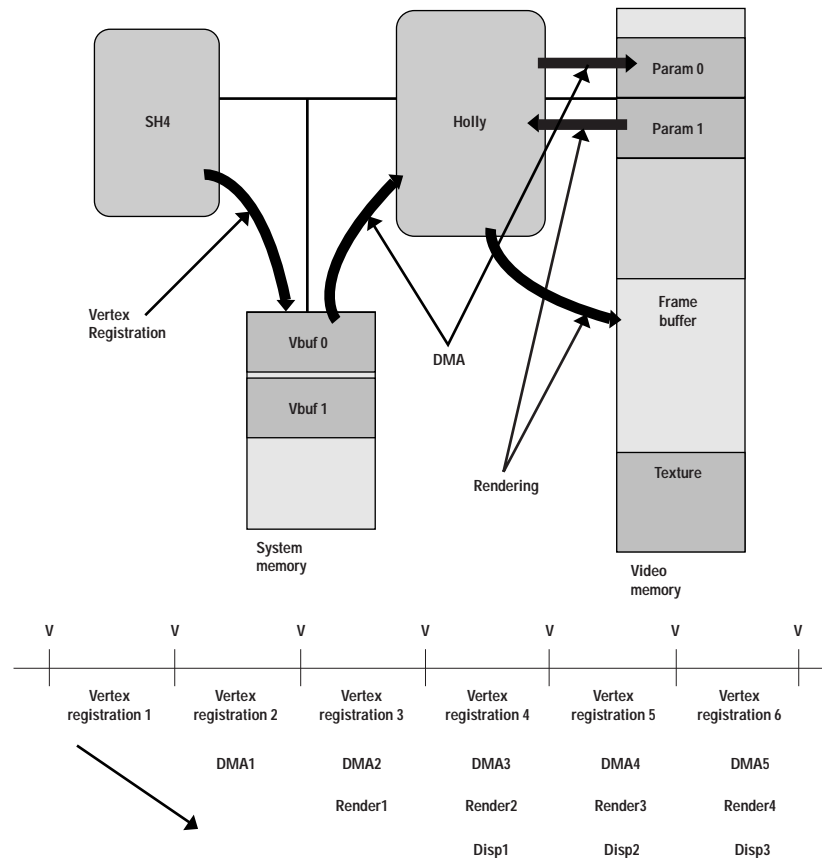 SH4
Holly
Param 0
Param 1
Vertex
Registration
Vbuf 0
Vbuf 1
DMA
Frame
buffer
Rendering
Texture
System
memory
Video
memory
V V V V V V V
Vertex Vertex Vertex Vertex Vertex Vertex
registration 1 registration 2 registration 3 registration 4 registration 5 registration 6
DMA1 DMA2 DMA3 DMA4 DMA5
Render1 Render2 Render3 Render4
Disp1 Disp2 Disp3